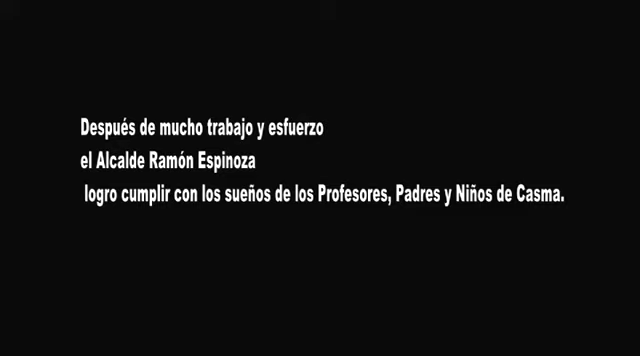 Después de mucho trabajo y esfuerzo
el Alcalde Ramón Espinoza
logro cumplir con los sueños de los Profesores, Padres y Niños de Casma.